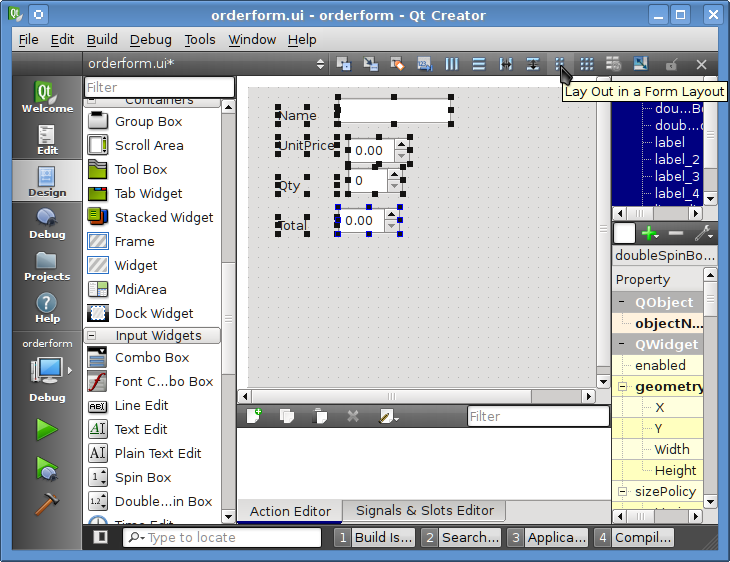 orderform.ui - orderform - Qt Creator
File Edit Build Debug Tools Window Help
orderform.ui*
Lay Out in a Form Layout
Welcome
Edit
Design
Debug
Projects
Help
orderform
Debug
Filter
Containers
Group Box
Scroll Area
Tool Box
Tab Widget
Stacked Widget
Frame
Widget
MdiArea
Dock Widget
Input Widgets
Combo Box
Font C...bo Box
Line Edit
Text Edit
Plain Text Edit
Spin Box
Double...in Box
Time Edit
Name
UnitPrice 0.00
Qty 0
Total 0.00
dou...B
doub...
label
label_2
label_3
label_4
doubleSpinBo...
Property
QObject
objectN...
QWidget
enabled
geometry
X
Y
Width
Height
sizePolicy
Filter
Action Editor Signals & Slots Editor
Type to locate 1 Build Is... 2 Search... 3 Applica... 4 Compil...